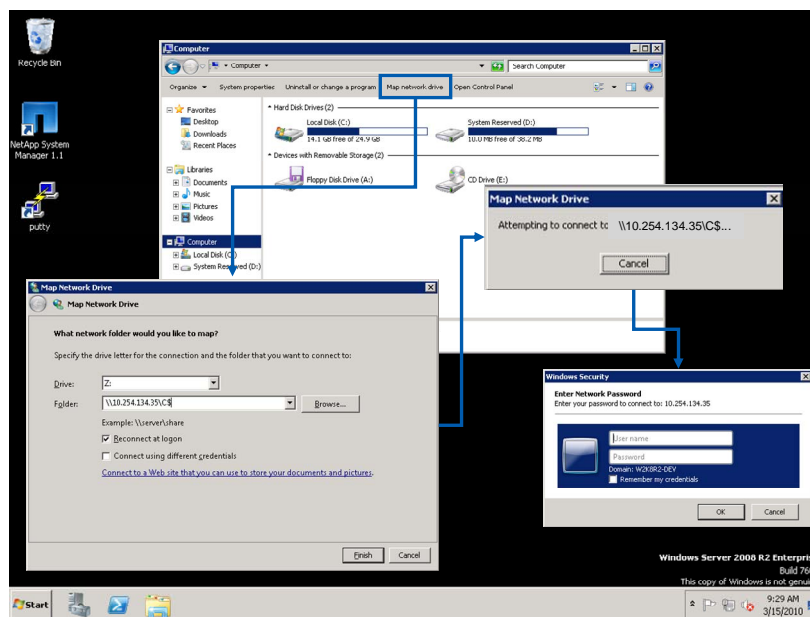 Recycle Bin
NetApp System
Manager 1.1
putty
Computer
Computer
Search Computer
Organize
System properties
Uninstall or change a program
Map network drive
Open Control Panel
Favorites
Desktop
Downloads
Recent Places
Libraries
Documents
Music
Pictures
Videos
Computer
Local Disk (C:)
System Reserved (D:)
Hard Disk Drives (2)
Local Disk (C:)
14.1 GB free of 24.9 GB
System Reserved (D:)
10.0 MB free of 38.2 MB
Devices with Removable Storage (2)
Floppy Disk Drive (A:)
CD Drive (E:)
Map Network Drive
Attempting to connect to \\10.254.134.35\C$...
Cancel
Map Network Drive
Map Network Drive
What network folder would you like to map?
Specify the drive letter for the connection and the folder that you want to connect to:
Drive: Z:
Folder: \\10.254.134.35\C$ Browse...
Example: \\server\share
Reconnect at logon
Connect using different credentials
Connect to a Web site that you can use to store your documents and pictures.
Finish Cancel
Windows Security
Enter Network Password
Enter your password to connect to: 10.254.134.35
User name
Password
Domain: W2K8R2-DEV
Remember my credentials
OK Cancel
Windows Server 2008 R2 Enterpri
Build 76
This copy of Windows is not genui
Start
9:29 AM
3/15/2010